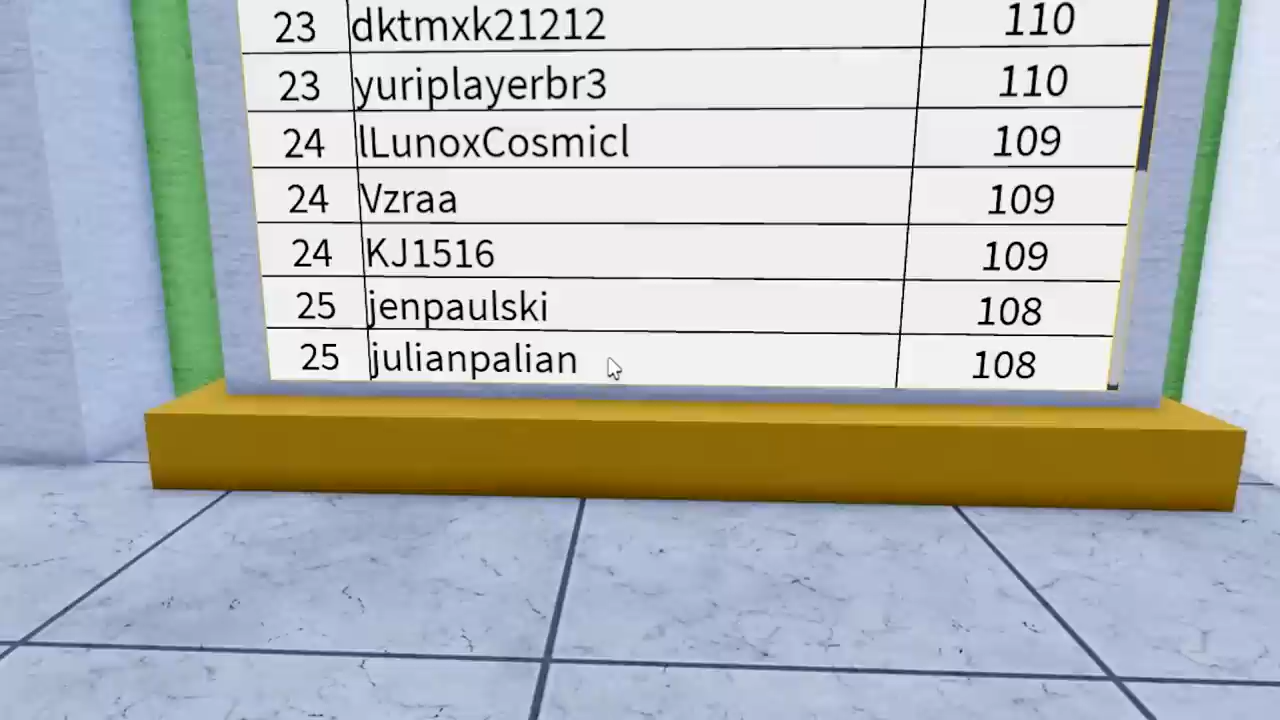 23 dktmxk21212 110
23 yuriplayerbr3 110
24 lLunoxCosmicl 109
24 Vzraa 109
24 KJ1516 109
25 jenpaulski 108
25 julianpalian 108